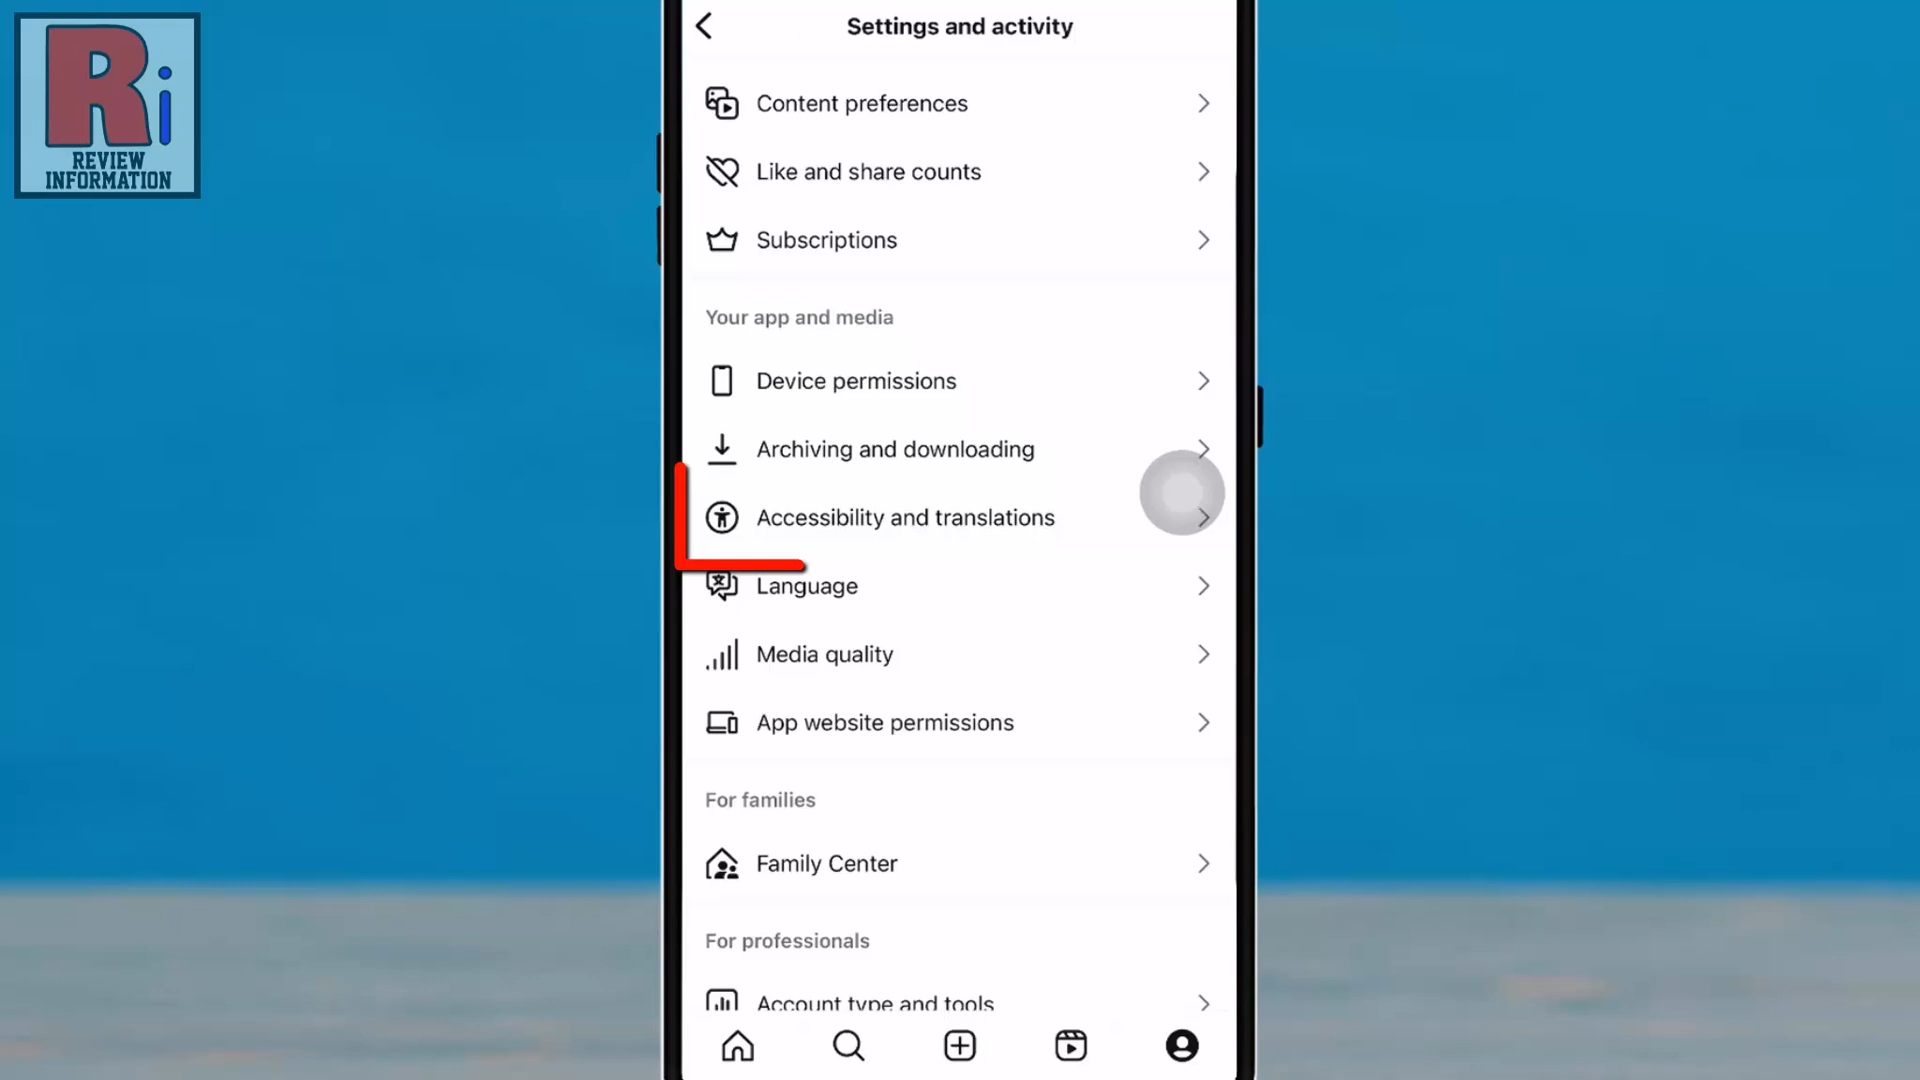 Ri
REVIEW
INFORMATION
Settings and activity
Content preferences
Like and share counts
Subscriptions
Your app and media
Device permissions
Archiving and downloading
Accessibility and translations
Language
Media quality
App website permissions
For families
Family Center
For professionals
Account type and tools